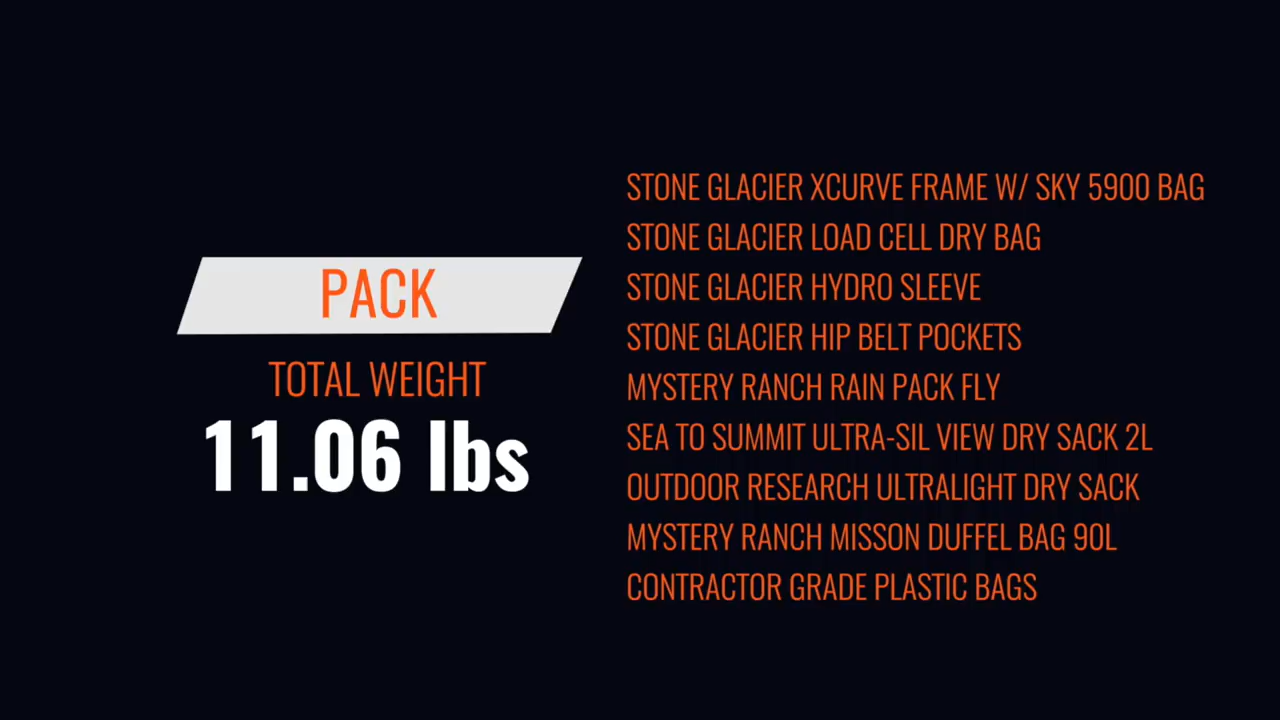 PACK
TOTAL WEIGHT
11.06 lbs
STONE GLACIER XCURVE FRAME W/ SKY 5900 BAG
STONE GLACIER LOAD CELL DRY BAG
STONE GLACIER HYDRO SLEEVE
STONE GLACIER HIP BELT POCKETS
MYSTERY RANCH RAIN PACK FLY
SEA TO SUMMIT ULTRA-SIL VIEW DRY SACK 2L
OUTDOOR RESEARCH ULTRALIGHT DRY SACK
MYSTERY RANCH MISSON DUFFEL BAG 90L
CONTRACTOR GRADE PLASTIC BAGS